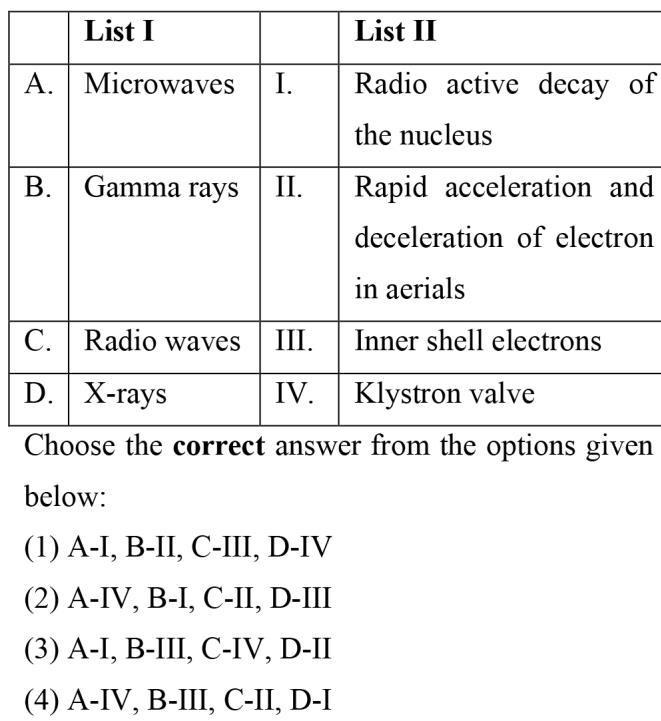 List I List II
A. Microwaves I. Radio active decay of
the nucleus
B. Gamma rays II. Rapid acceleration and
deceleration of electron
in aerials
C. Radio waves III. Inner shell electrons
D. X-rays IV. Klystron valve
Choose the correct answer from the options given
below:
(1) A-I, B-II, C-III, D-IV
(2) A-IV, B-I, C-II, D-III
(3) A-I, B-III, C-IV, D-II
(4) A-IV, B-III, C-II, D-I